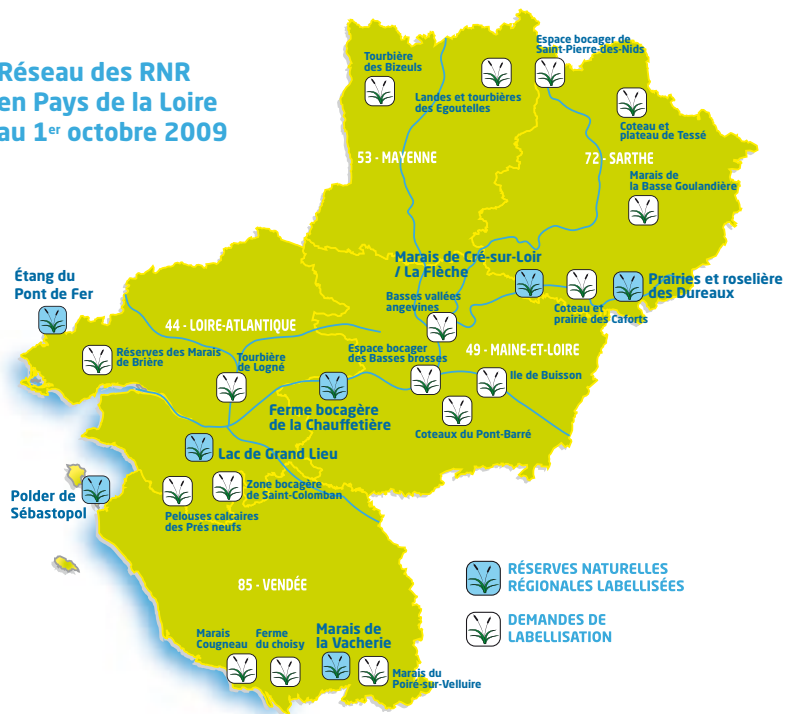 Réseau des RNR
en Pays de la Loire
au 1er octobre 2009
Tourbière
des Bizeuls
Landes et tourbières
des Égoutelles
Espace bocager de
Saint-Pierre-des-Nids
Coteau et
plateau de Tessé
53 - MAYENNE
72 - SARTHE
Marais de
la Basse Goulandière
Marais de Cré-sur-Loir
/ La Flèche
Prairies et roselière
des Dureaux
Coteau et
prairie des Caforts
Basses vallées
angevines
Étang du
Pont de Fer
44 - LOIRE-ATLANTIQUE
Réserves des Marais
de Brière
Tourbière
de Logné
Espace bocager
des Basses brosses
49 - MAINE-ET-LOIRE
Ile de Buisson
Ferme bocagère
de la Chauffetière
Coteaux du Pont-Barré
Lac de Grand Lieu
Polder de
Sébastopol
Zone bocagère
de Saint-Colomban
Pelouses calcaires
des Prés neufs
85 - VENDÉE
RÉSERVES NATURELLES
RÉGIONALES LABELLISÉES
DEMANDES DE
LABELLISATION
Marais
Cougneau
Ferme
du choisy
Marais de
la Vacherie
Marais du
Poiré-sur-Velluire